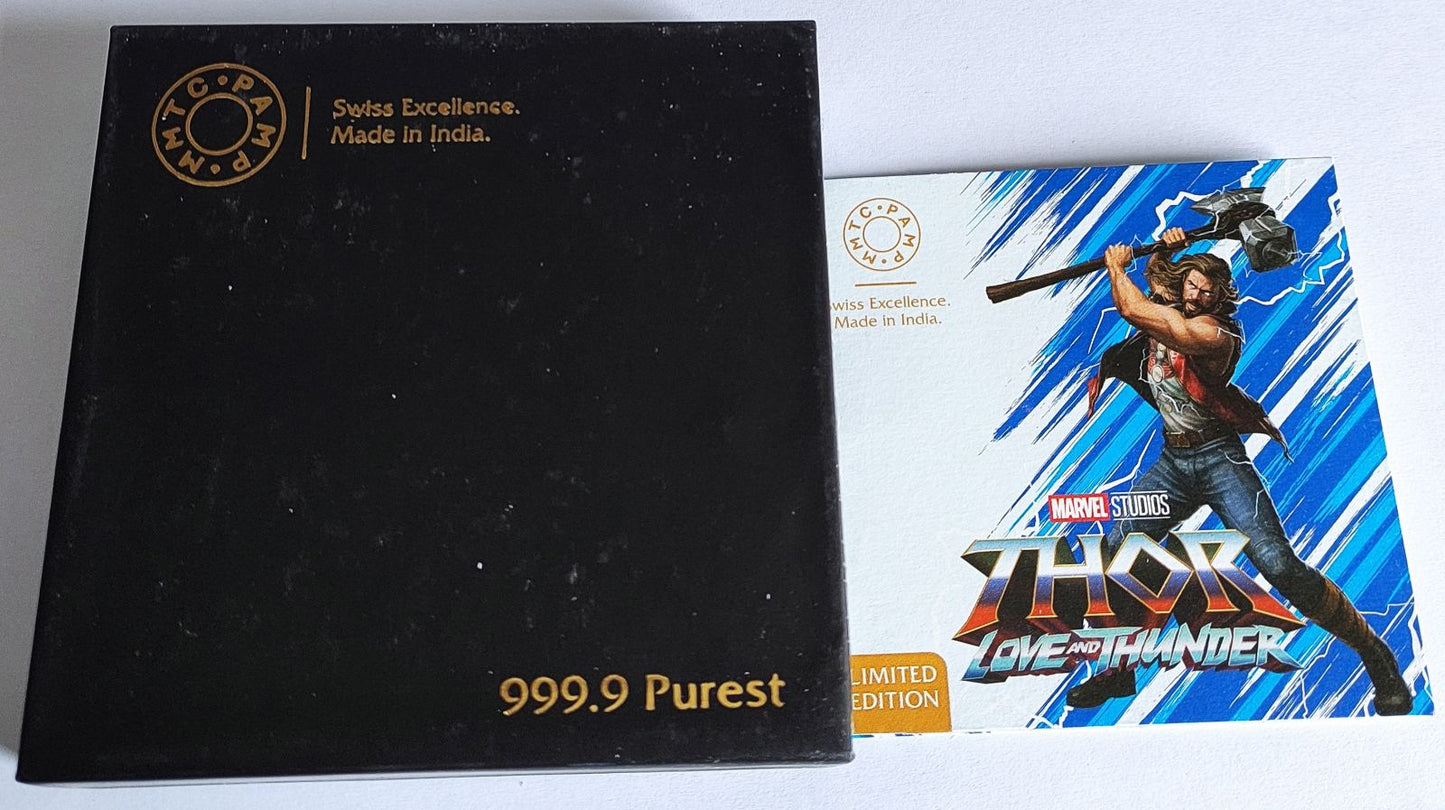 MMTC • PAMP •
Swiss Excellence.
Made in India.
999.9 Purest
MMTC • PAMP •
wiss Excellence.
Made in India.
MARVEL STUDIOS
THOR
LOVE AND THUNDER
LIMITED
EDITION